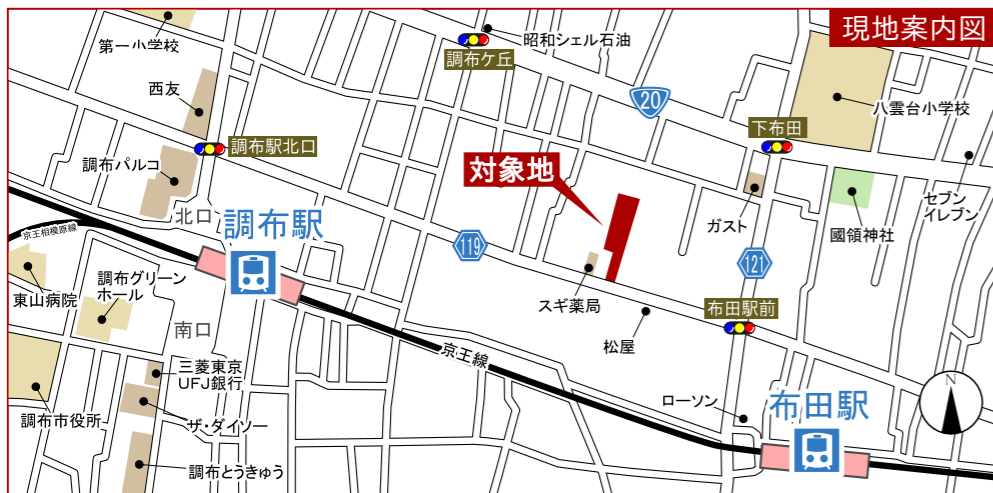 現地案内図
第一小学校
昭和シェル石油
調布ケ丘
西友
20
八雲台小学校
下布田
調布駅北口
調布パルコ
対象地
セブン
イレブン
ガスト
國領神社
北口
調布駅
京王相模原線
119
121
東山病院
調布グリーン
ホール
スギ薬局
布田駅前
南口
松屋
京王線
三菱東京
UFJ銀行
N
ローソン
布田駅
調布市役所
ザ・ダイソー
調布とうきゅう